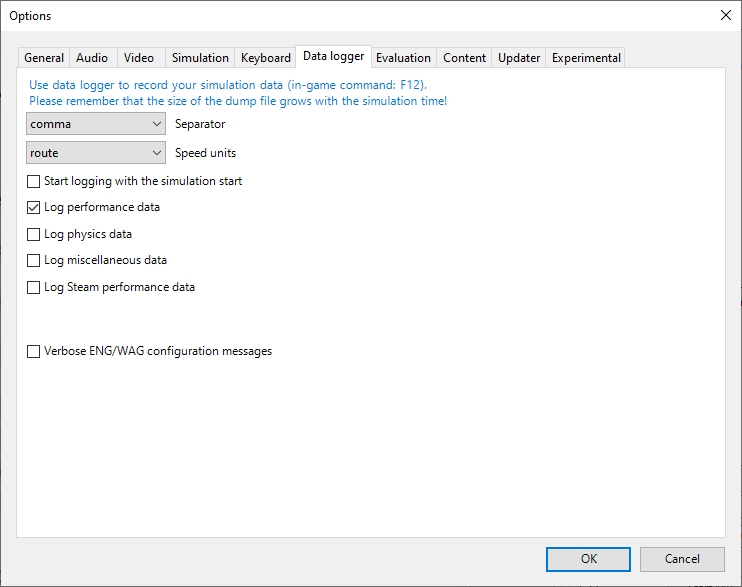 Options
General Audio Video Simulation Keyboard Data logger Evaluation Content Updater Experimental
Use data logger to record your simulation data (in-game command: F12).
Please remember that the size of the dump file grows with the simulation time!
comma Separator
route Speed units
Start logging with the simulation start
Log performance data
Log physics data
Log miscellaneous data
Log Steam performance data
Verbose ENG/WAG configuration messages
OK Cancel